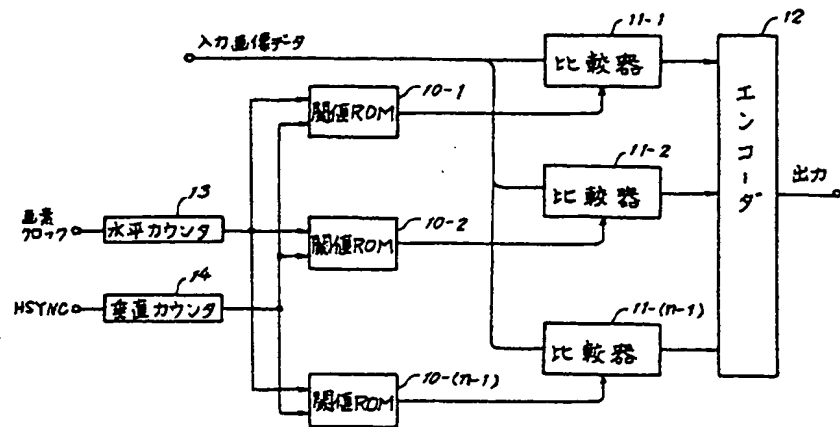 入力画像データ
11-1
比較器
12
エンコーダ
10-1
閾値ROM
11-2
比較器
出力
画素
クロック
13
水平カウンタ
10-2
閾値ROM
HSYNC
14
垂直カウンタ
11-(n-1)
比較器
10-(n-1)
閾値ROM